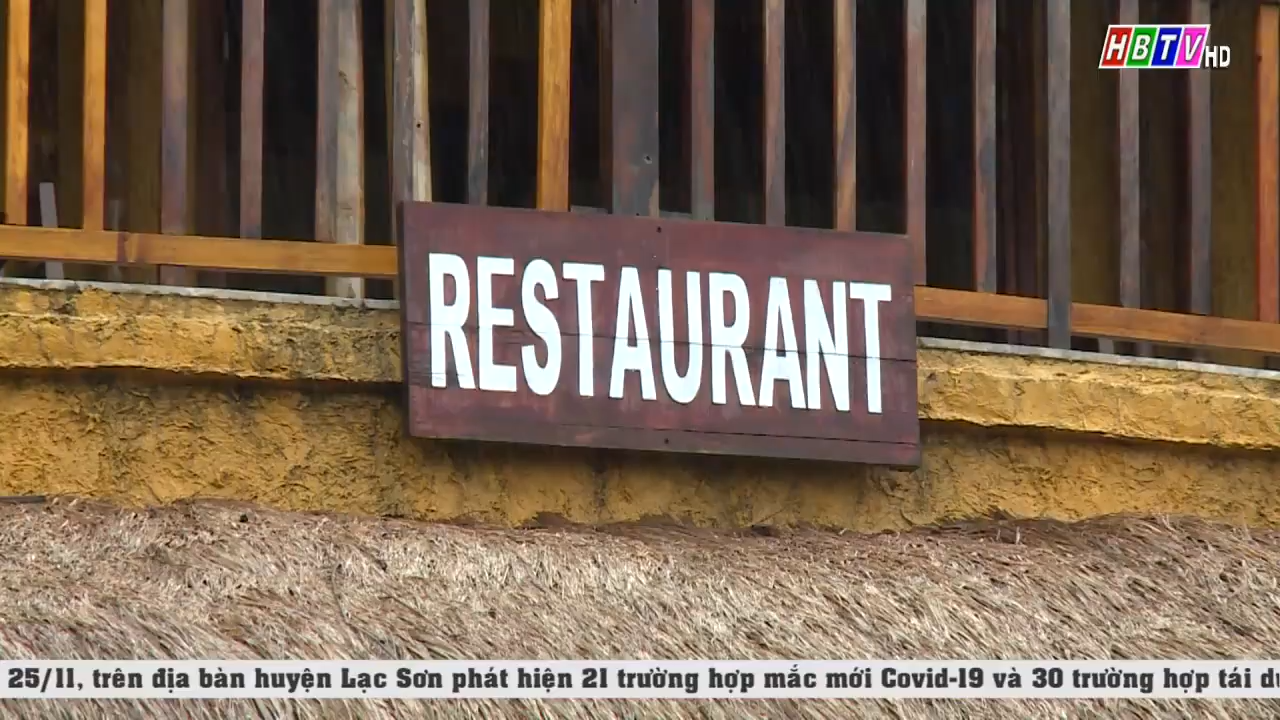 HBTV HD
RESTAURANT
25/11, trên địa bàn huyện Lạc Sơn phát hiện 21 trường hợp mắc mới Covid-19 và 30 trường hợp tái